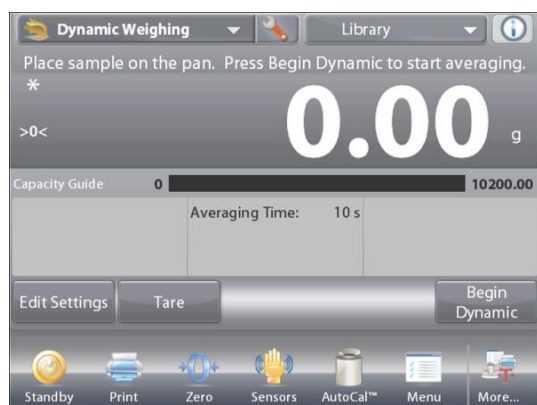 Dynamic Weighing Library
Place sample on the pan. Press Begin Dynamic to start averaging.
*
>0< 0.00 g
Capacity Guide 0 10200.00
Averaging Time: 10 s
Edit Settings Tare Begin Dynamic
Standby Print Zero Sensors AutoCal™ Menu More...